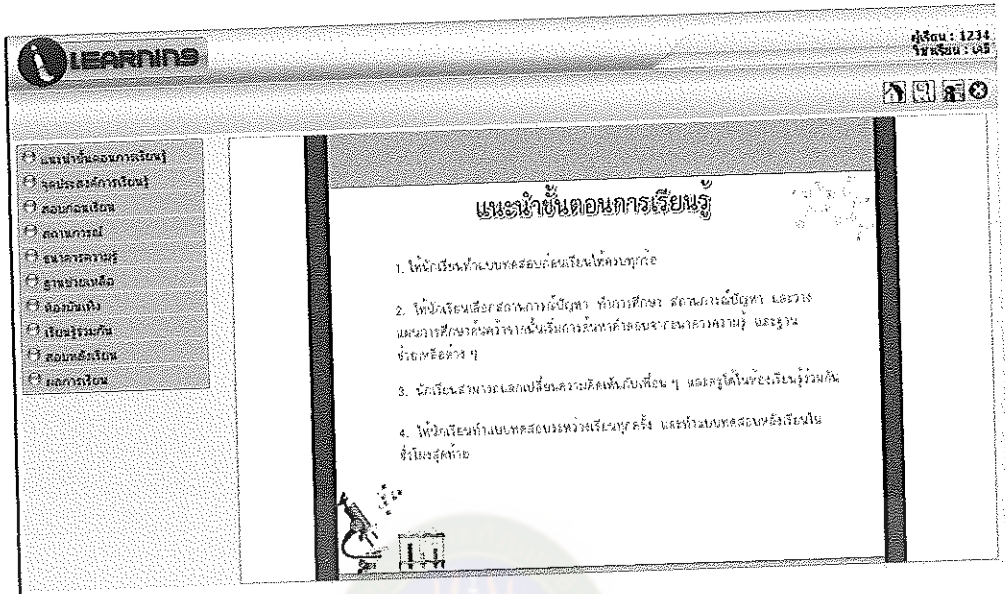 i LEARNING
ผู้เรียน : 1234
แนะนำขั้นตอนการเรียนรู้
จุดประสงค์การเรียนรู้
สอบก่อนเรียน
สถานการณ์
ธนาคารความรู้
ฐานช่วยเหลือ
ห้องบันเทิง
เรียนรู้ร่วมกัน
สอบหลังเรียน
ผลการเรียน
แนะนำขั้นตอนการเรียนรู้
1. ให้นักเรียนทำแบบทดสอบก่อนเรียนให้ครบทุกข้อ
2. ให้นักเรียนเลือกสถานการณ์ปัญหา ทำการศึกษา สถานการณ์ปัญหา และวาง
แผนการศึกษาค้นคว้าจากนั้นเริ่มการค้นหาคำตอบจากธนาคารความรู้ และฐาน
ช่วยเหลือต่าง ๆ
3. นักเรียนสามารถแลกเปลี่ยนความคิดเห็นกับเพื่อน ๆ และครูได้ในห้องเรียนรู้ร่วมกัน
4. ให้นักเรียนทำแบบทดสอบระหว่างเรียนทุกครั้ง และทำแบบทดสอบหลังเรียนใน
ชั่วโมงสุดท้าย